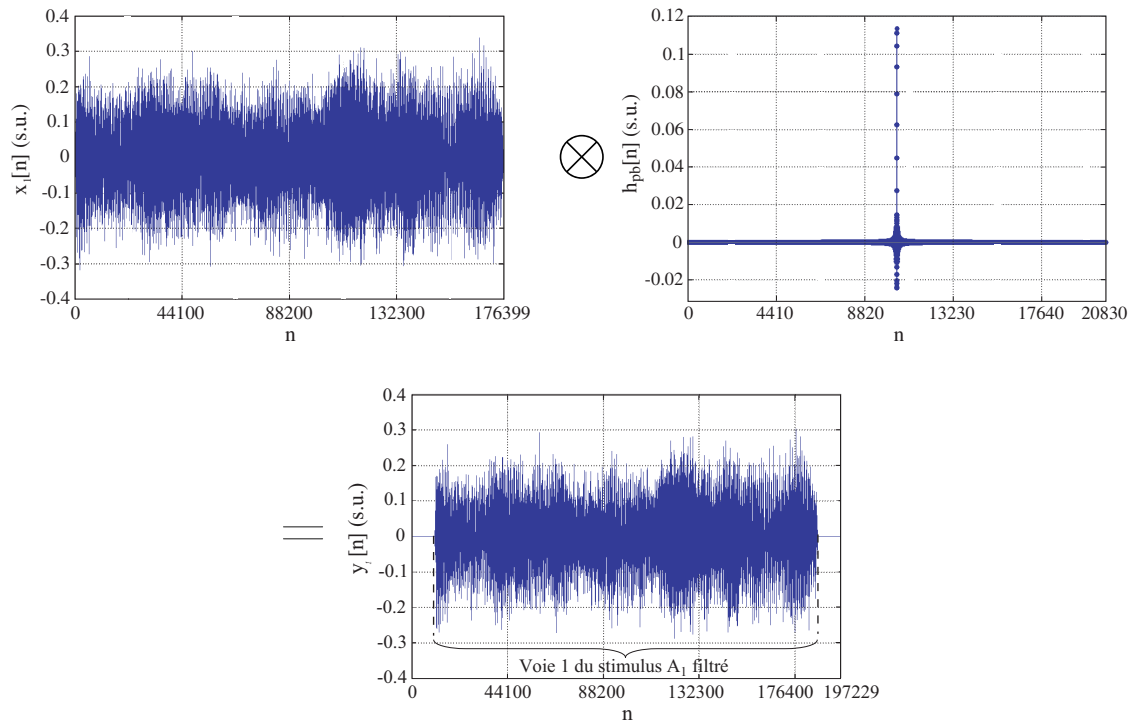 0.4
0.3
0.2
0.1
0
-0.1
-0.2
-0.3
-0.4
x₁[n] (s.u.)
0 44100 88200 132300 176399
n
0.12
0.1
0.08
0.06
0.04
0.02
0
-0.02
h_pb[n] (s.u.)
0 4410 8820 13230 17640 20830
n
0.4
0.3
0.2
0.1
0
-0.1
-0.2
-0.3
-0.4
y₁[n] (s.u.)
Voie 1 du stimulus A₁ filtré
0 44100 88200 132300 176400 197229
n